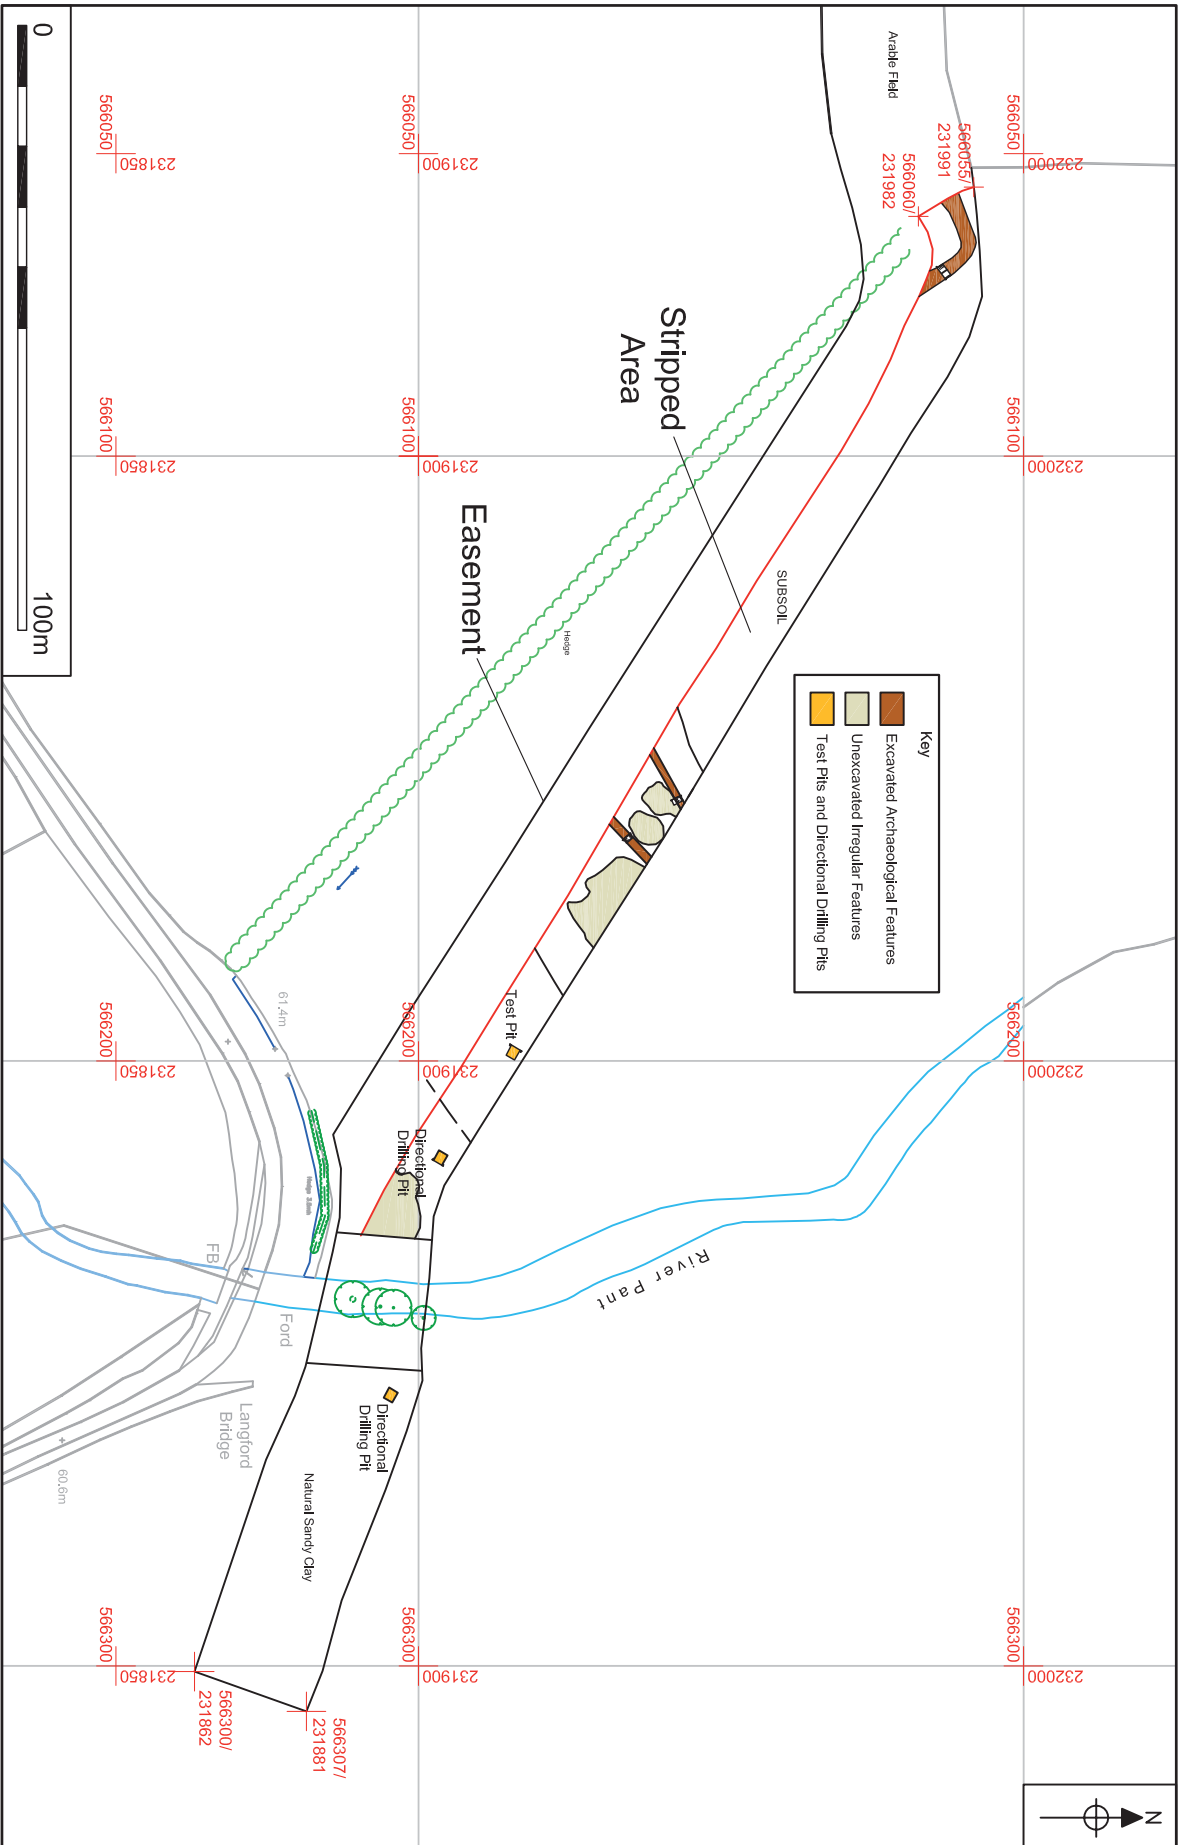 N
566050
232000
566100
232000
566200
232000
566300
232000
566055/
231991
566060/
231982
Arable Field
Key
Excavated Archaeological Features
Unexcavated Irregular Features
Test Pits and Directional Drilling Pits
SUBSOIL
Stripped
Area
Hedge
Easement
River Pant
Test Pit
Directional
Drilling Pit
566050
231900
566100
231900
566200
231900
566300
231900
Directional
Drilling Pit
Natural Sandy Clay
566307/
231881
566300/
231862
61.4m
Ford
FB
Langford
Bridge
60.6m
566050
231850
566100
231850
566200
231850
566300
231850
0
100m